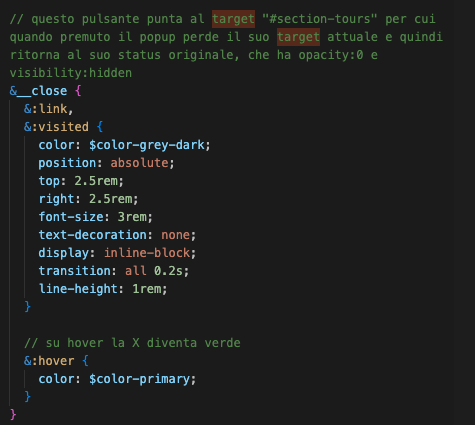 // questo pulsante punta al target "#section-tours" per cui
quando premuto il popup perde il suo target attuale e quindi
ritorna al suo status originale, che ha opacity:0 e
visibility:hidden
&__close {
  &:link,
  &:visited {
    color: $color-grey-dark;
    position: absolute;
    top: 2.5rem;
    right: 2.5rem;
    font-size: 3rem;
    text-decoration: none;
    display: inline-block;
    transition: all 0.2s;
    line-height: 1rem;
  }

  // su hover la X diventa verde
  &:hover {
    color: $color-primary;
  }
}